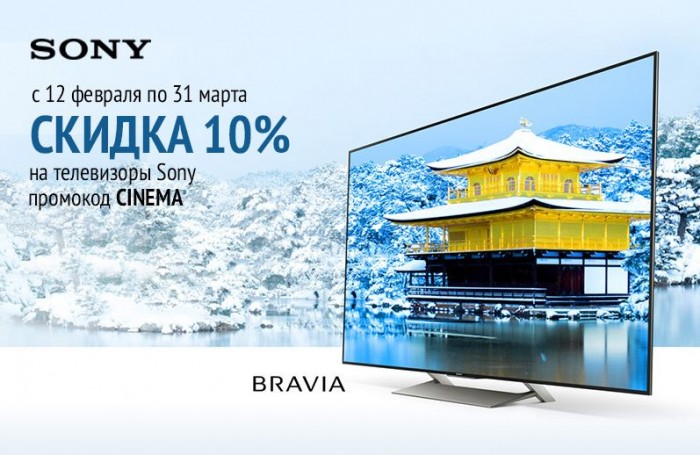 SONY
с 12 февраля по 31 марта
СКИДКА 10%
на телевизоры Sony
промокод CINEMA
BRAVIA